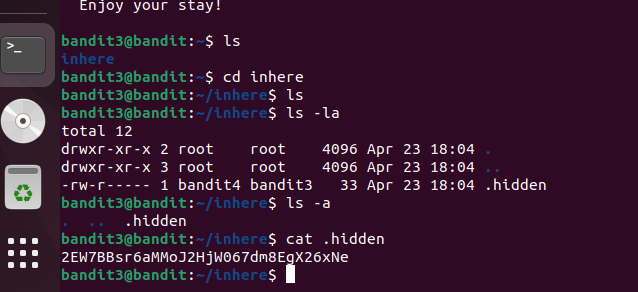 Enjoy your stay!
bandit3@bandit:~$ ls
inhere
bandit3@bandit:~$ cd inhere
bandit3@bandit:~/inhere$ ls
bandit3@bandit:~/inhere$ ls -la
total 12
drwxr-xr-x 2 root    root    4096 Apr 23 18:04 .
drwxr-xr-x 3 root    root    4096 Apr 23 18:04 ..
-rw-r----- 1 bandit4 bandit3   33 Apr 23 18:04 .hidden
bandit3@bandit:~/inhere$ ls -a
.  ..  .hidden
bandit3@bandit:~/inhere$ cat .hidden
2EW7BBsr6aMMoJ2HjW067dm8EgX26xNe
bandit3@bandit:~/inhere$